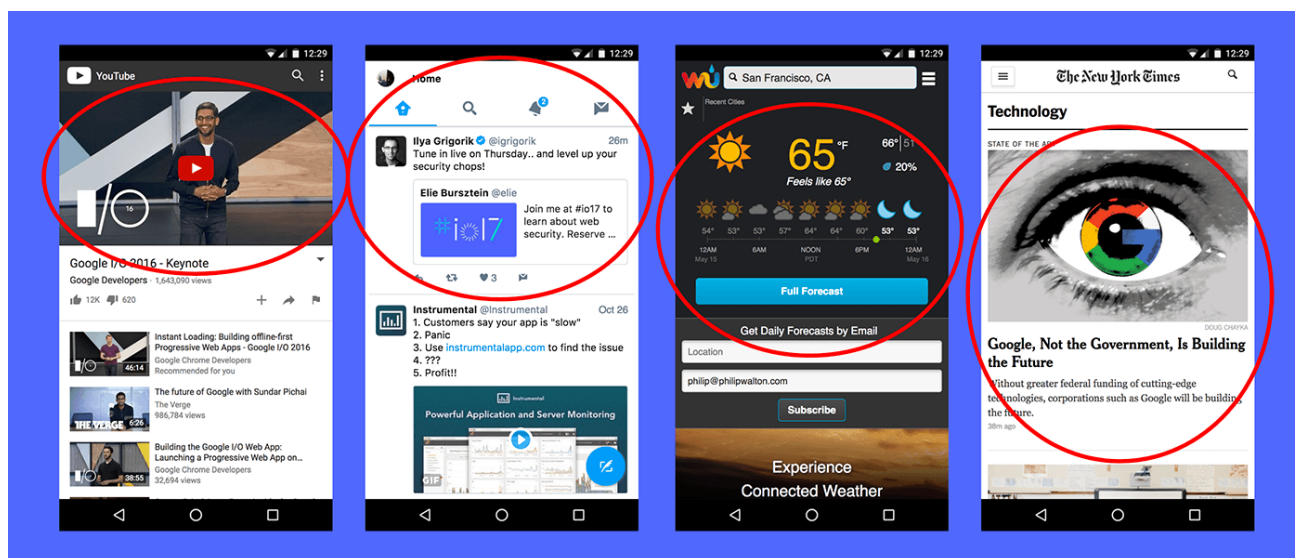 12:29
YouTube
I/O
16
Google I/O 2016 - Keynote
Google Developers · 1,643,090 views
12K 620
Instant Loading: Building offline-first
Progressive Web Apps - Google I/O 2016
Google Chrome Developers
Recommended for you
46:14
The future of Google with Sundar Pichai
The Verge
986,784 views
THE VERGE 6:26
Building the Google I/O Web App:
Launching a Progressive Web App on...
Google Chrome Developers
32,694 views
I/O 38:55
12:29
Home
2
Ilya Grigorik @igrigorik 26m
Tune in live on Thursday.. and level up your
security chops!
Elie Bursztein @elie
#io17
Join me at #io17 to
learn about web
security. Reserve ...
3
Instrumental @Instrumental Oct 26
1. Customers say your app is "slow"
2. Panic
3. Use instrumentalapp.com to find the issue
4. ???
5. Profit!!
Instrumental
Powerful Application and Server Monitoring
GIF
12:29
wu
San Francisco, CA
Recent Cities
65 °F
66° | 51
20%
Feels like 65°
54° 53° 53° 57° 64° 64° 60° 53° 53°
12AM 6AM NOON 6PM 12AM
May 15 PDT May 16
Full Forecast
Get Daily Forecasts by Email
Location
philip@philipwalton.com
Subscribe
Experience
Connected Weather
12:29
The New York Times
Technology
STATE OF THE AR
G
DOUG CHAYKA
Google, Not the Government, Is Building
the Future
Without greater federal funding of cutting-edge
technologies, corporations such as Google will be building
the future.
38m ago